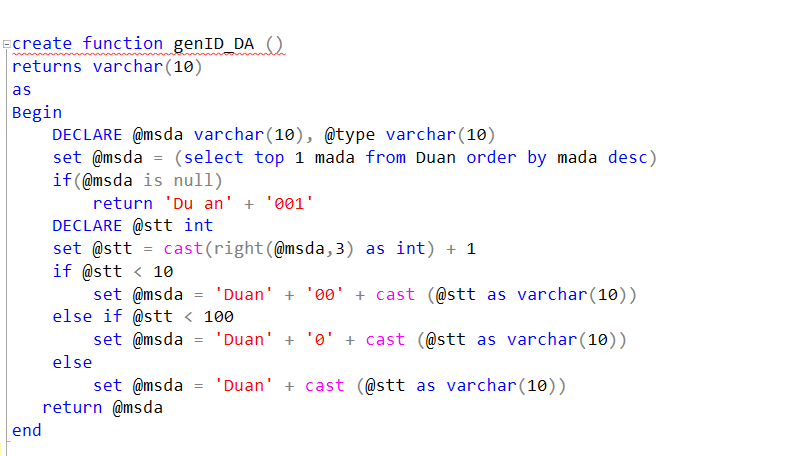 create function genID_DA ()
returns varchar(10)
as
Begin
DECLARE @msda varchar(10), @type varchar(10)
set @msda = (select top 1 mada from Duan order by mada desc)
if(@msda is null)
return 'Du an' + '001'
DECLARE @stt int
set @stt = cast(right(@msda,3) as int) + 1
if @stt < 10
set @msda = 'Duan' + '00' + cast (@stt as varchar(10))
else if @stt < 100
set @msda = 'Duan' + '0' + cast (@stt as varchar(10))
else
set @msda = 'Duan' + cast (@stt as varchar(10))
return @msda
end